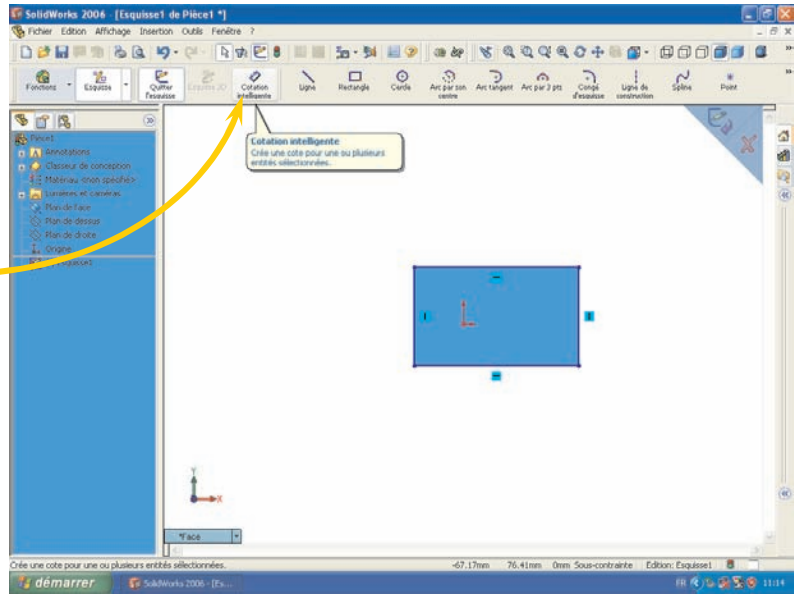 SolidWorks 2006 - [Esquisse1 de Pièce1 *]
Fichier Edition Affichage Insertion Outils Fenêtre ?
Fonctions Esquisse Quitter l'esquisse Esquisse 3D Cotation intelligente Ligne Rectangle Cercle Arc par son centre Arc tangent Arc par 3 pts Congé d'esquisse Ligne de construction Spline Point
Cotation intelligente
Crée une cote pour une ou plusieurs
entités sélectionnées.
Pièce1
Annotations
Classeur de conception
Matériau <non spécifié>
Lumières et caméras
Plan de face
Plan de dessus
Plan de droite
Origine
Esquisse1
Y
X
*Face
Crée une cote pour une ou plusieurs entités sélectionnées. -67.17mm 76.41mm 0mm Sous-contrainte Edition: Esquisse1
démarrer SolidWorks 2006 - [Es... FR 11:14